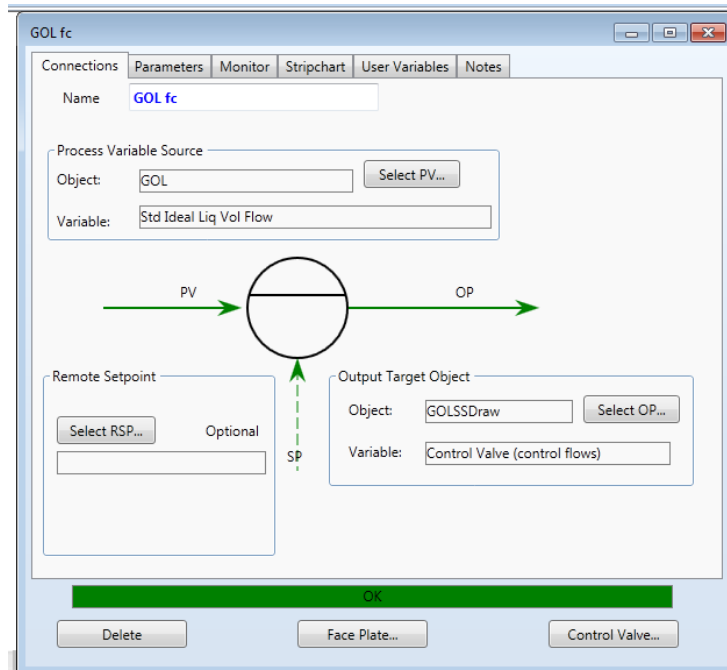 GOL fc
Connections Parameters Monitor Stripchart User Variables Notes
Name GOL fc
Process Variable Source
Object: GOL Select PV...
Variable: Std Ideal Liq Vol Flow
PV OP
Remote Setpoint
Select RSP... Optional
SP
Output Target Object
Object: GOLSSDraw Select OP...
Variable: Control Valve (control flows)
OK
Delete Face Plate... Control Valve...